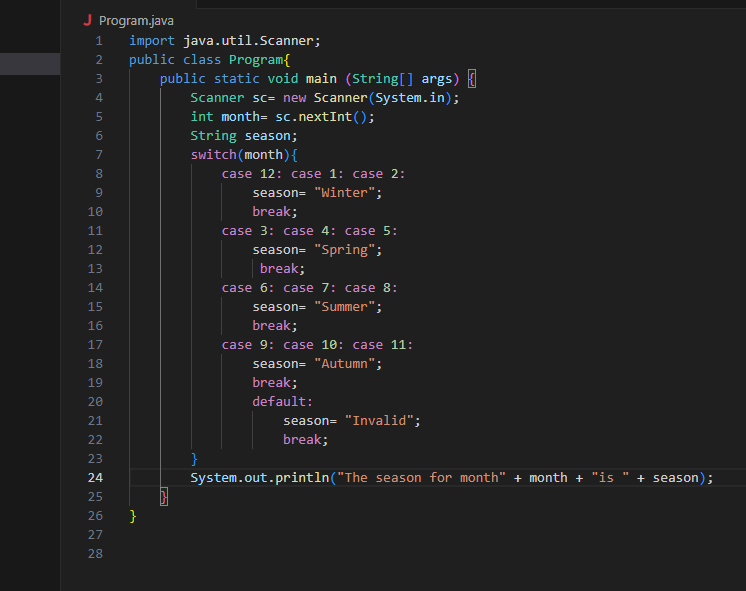 J Program.java
1 import java.util.Scanner;
2 public class Program{
3     public static void main (String[] args) {
4         Scanner sc= new Scanner(System.in);
5         int month= sc.nextInt();
6         String season;
7         switch(month){
8             case 12: case 1: case 2:
9                 season= "Winter";
10                 break;
11             case 3: case 4: case 5:
12                 season= "Spring";
13                  break;
14             case 6: case 7: case 8:
15                 season= "Summer";
16                 break;
17             case 9: case 10: case 11:
18                 season= "Autumn";
19                 break;
20                 default:
21                     season= "Invalid";
22                     break;
23         }
24         System.out.println("The season for month" + month + "is " + season);
25     }
26 }
27
28